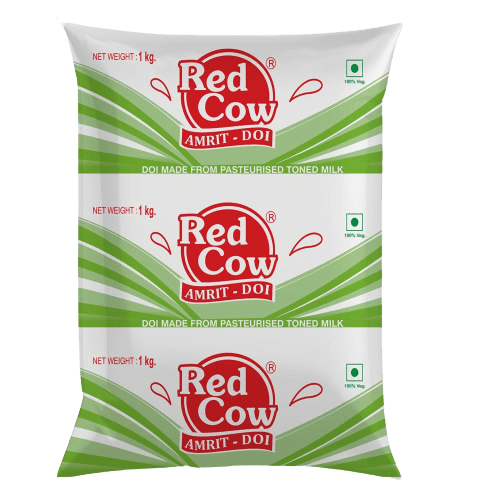 NET WEIGHT : 1 kg.
Red ®
Cow
AMRIT - DOI
100% Veg.
DOI MADE FROM PASTEURISED TONED MILK
NET WEIGHT : 1 kg.
Red ®
Cow
AMRIT - DOI
100% Veg.
DOI MADE FROM PASTEURISED TONED MILK
NET WEIGHT : 1 kg.
Red ®
Cow
AMRIT - DOI
100% Veg.